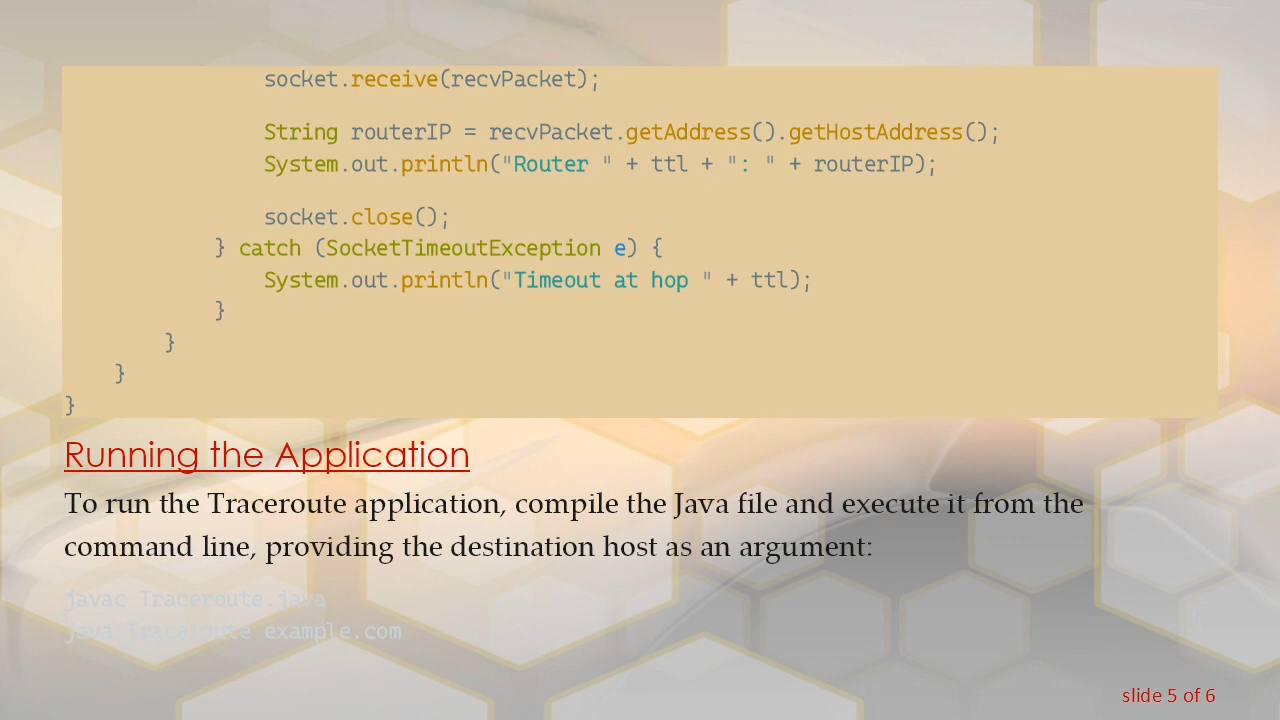 socket.receive(recvPacket);
String routerIP = recvPacket.getAddress().getHostAddress();
System.out.println("Router " + ttl + ": " + routerIP);
socket.close();
} catch (SocketTimeoutException e) {
System.out.println("Timeout at hop " + ttl);
}
}
}
}
Running the Application
To run the Traceroute application, compile the Java file and execute it from the
command line, providing the destination host as an argument:
javac Traceroute.java
java Traceroute example.com
slide 5 of 6